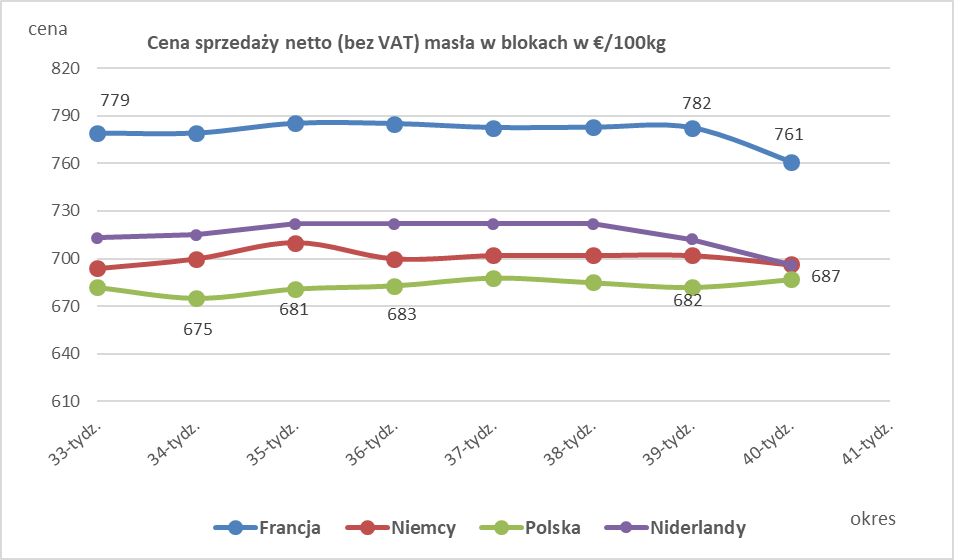 cena
Cena sprzedaży netto (bez VAT) masła w blokach w €/100kg
820
790
760
730
700
670
640
610
779
782
761
675
681
683
682
687
33-tydz.
34-tydz.
35-tydz.
36-tydz.
37-tydz.
38-tydz.
39-tydz.
40-tydz.
41-tydz.
okres
Francja Niemcy Polska Niderlandy